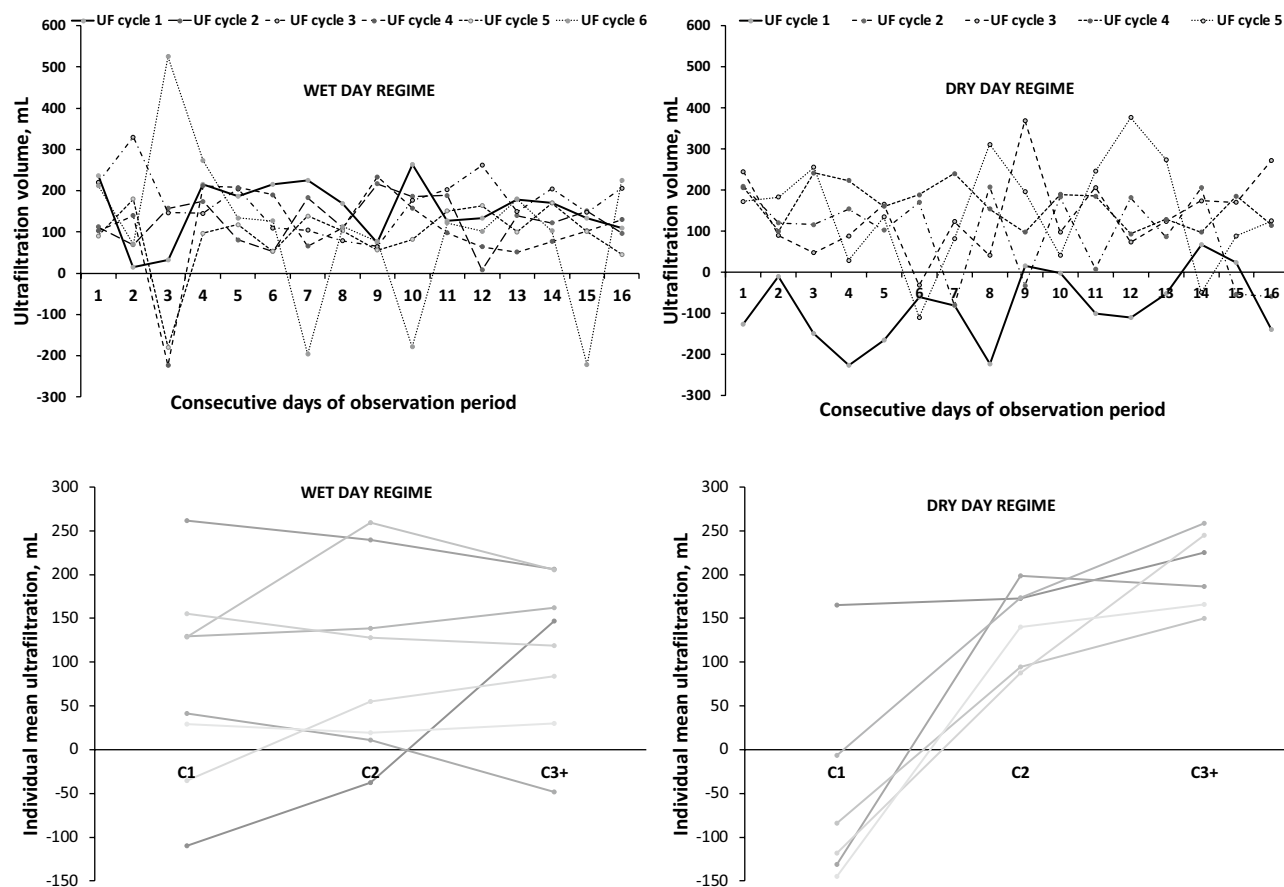 UF cycle 1 UF cycle 2 UF cycle 3 UF cycle 4 UF cycle 5 UF cycle 6
600
500
400
300
200
100
0
-100
-200
-300
WET DAY REGIME
Ultrafiltration volume, mL
1 2 3 4 5 6 7 8 9 10 11 12 13 14 15 16
Consecutive days of observation period
UF cycle 1 UF cycle 2 UF cycle 3 UF cycle 4 UF cycle 5
600
500
400
300
200
100
0
-100
-200
-300
DRY DAY REGIME
Ultrafiltration volume, mL
1 2 3 4 5 6 7 8 9 10 11 12 13 14 15 16
Consecutive days of observation period
300
250
200
150
100
50
0
-50
-100
-150
WET DAY REGIME
Individual mean ultrafiltration, mL
C1 C2 C3+
300
250
200
150
100
50
0
-50
-100
-150
DRY DAY REGIME
Individual mean ultrafiltration, mL
C1 C2 C3+